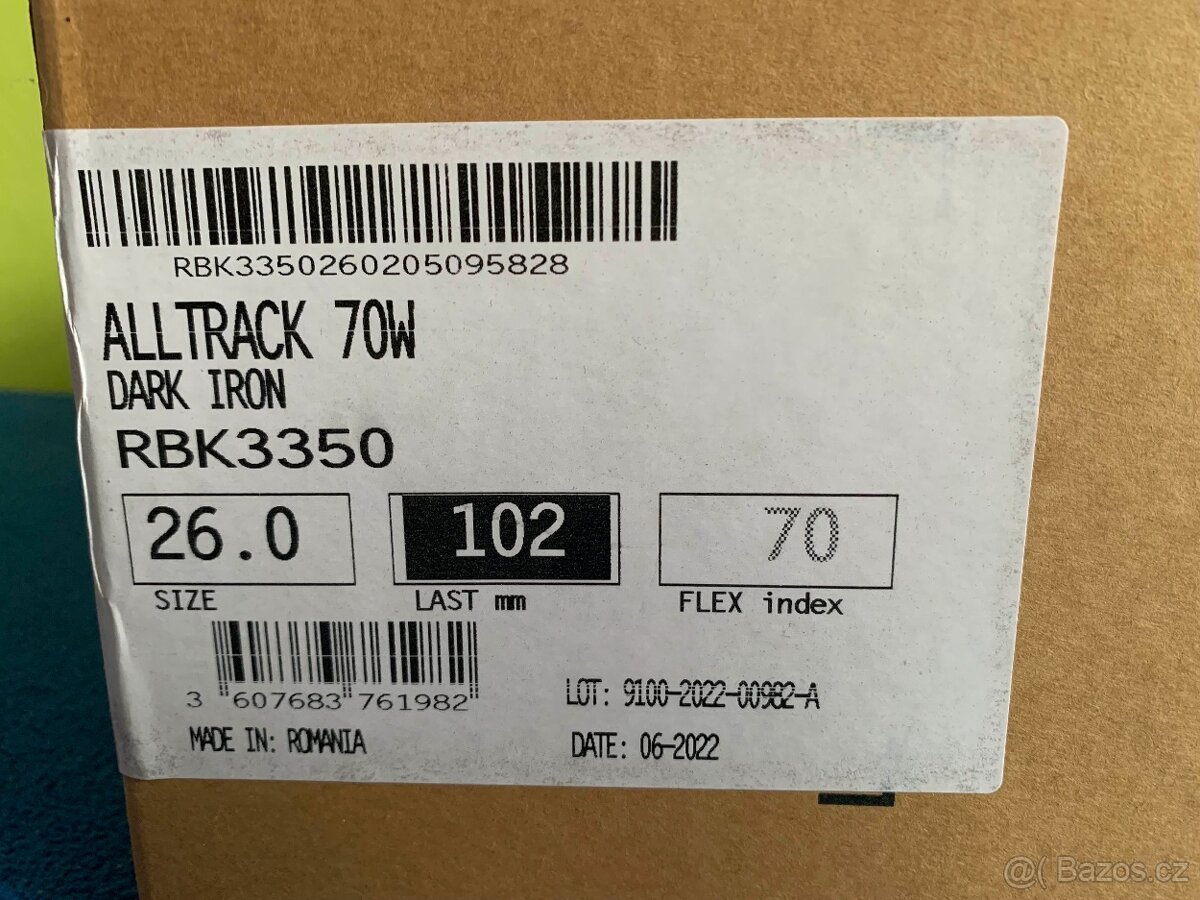 RBK3350260205095828
ALLTRACK 70W
DARK IRON
RBK3350
26.0 102 70
SIZE LAST mm FLEX index
3 607683 761982
LOT: 9100-2022-00982-A
MADE IN: ROMANIA
DATE: 06-2022
@( Bazos.cz